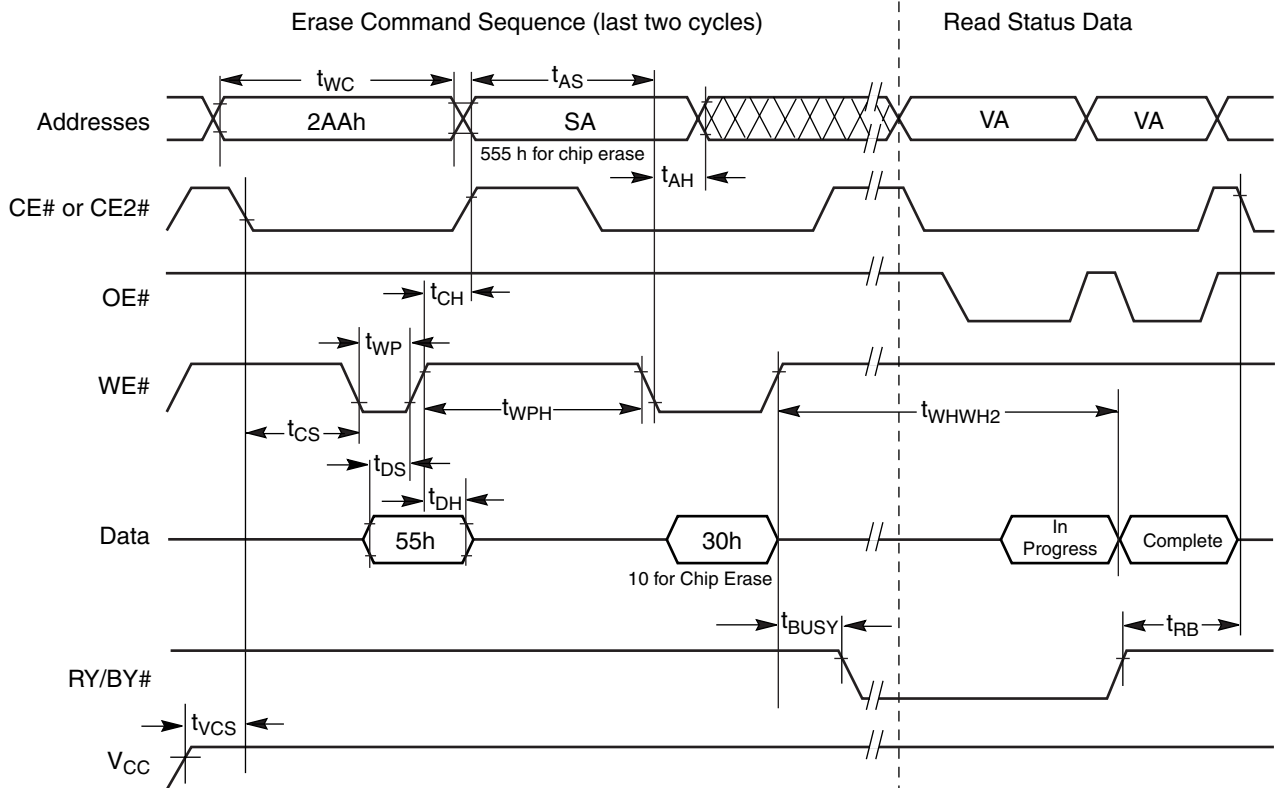 Erase Command Sequence (last two cycles)
Read Status Data
tWC
tAS
Addresses
2AAh
SA
VA
VA
555 h for chip erase
tAH
CE# or CE2#
OE#
tCH
tWP
WE#
tWPH
tWHWH2
tCS
tDS
tDH
Data
55h
30h
In
Progress
Complete
10 for Chip Erase
tBUSY
tRB
RY/BY#
tVCS
VCC